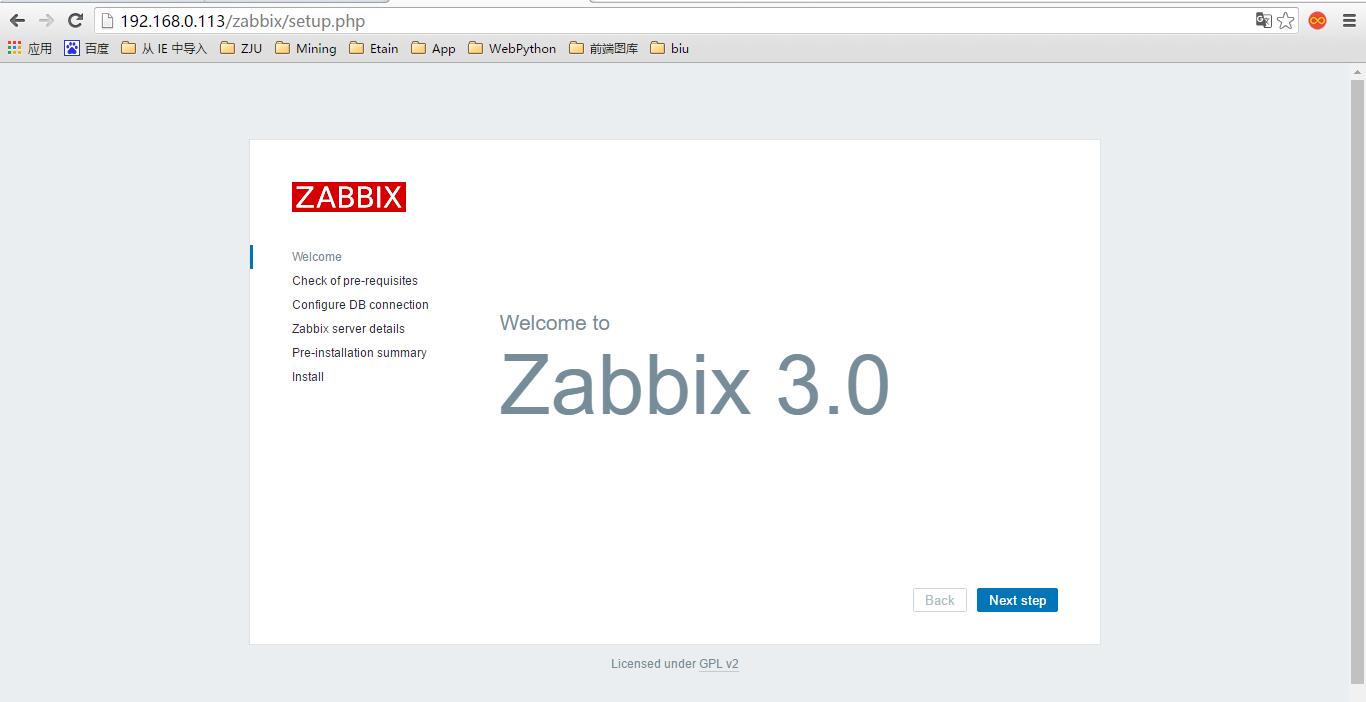 192.168.0.113/zabbix/setup.php
应用 百度 从 IE 中导入 ZJU Mining Etain App WebPython 前端图库 biu
ZABBIX
Welcome
Check of pre-requisites
Configure DB connection
Zabbix server details
Pre-installation summary
Install
Welcome to
Zabbix 3.0
Back Next step
Licensed under GPL v2